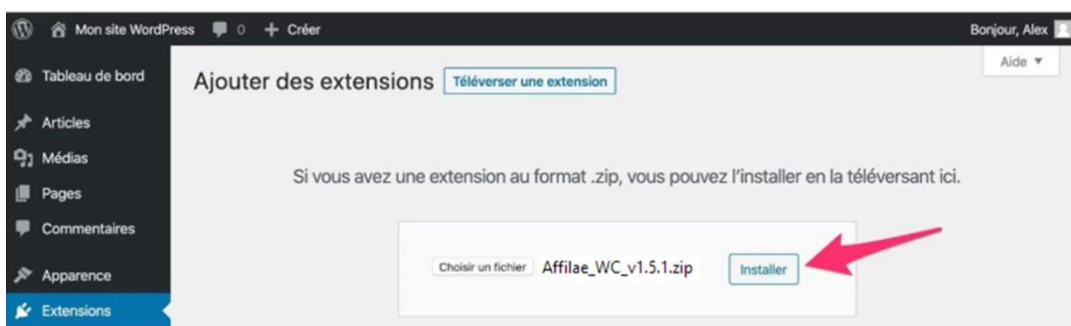 Mon site WordPress 0 + Créer Bonjour, Alex
Aide ▼
Tableau de bord
Ajouter des extensions Téléverser une extension
Articles
Médias
Si vous avez une extension au format .zip, vous pouvez l’installer en la téléversant ici.
Pages
Commentaires
Choisir un fichier Affilae_WC_v1.5.1.zip Installer
Apparence
Extensions